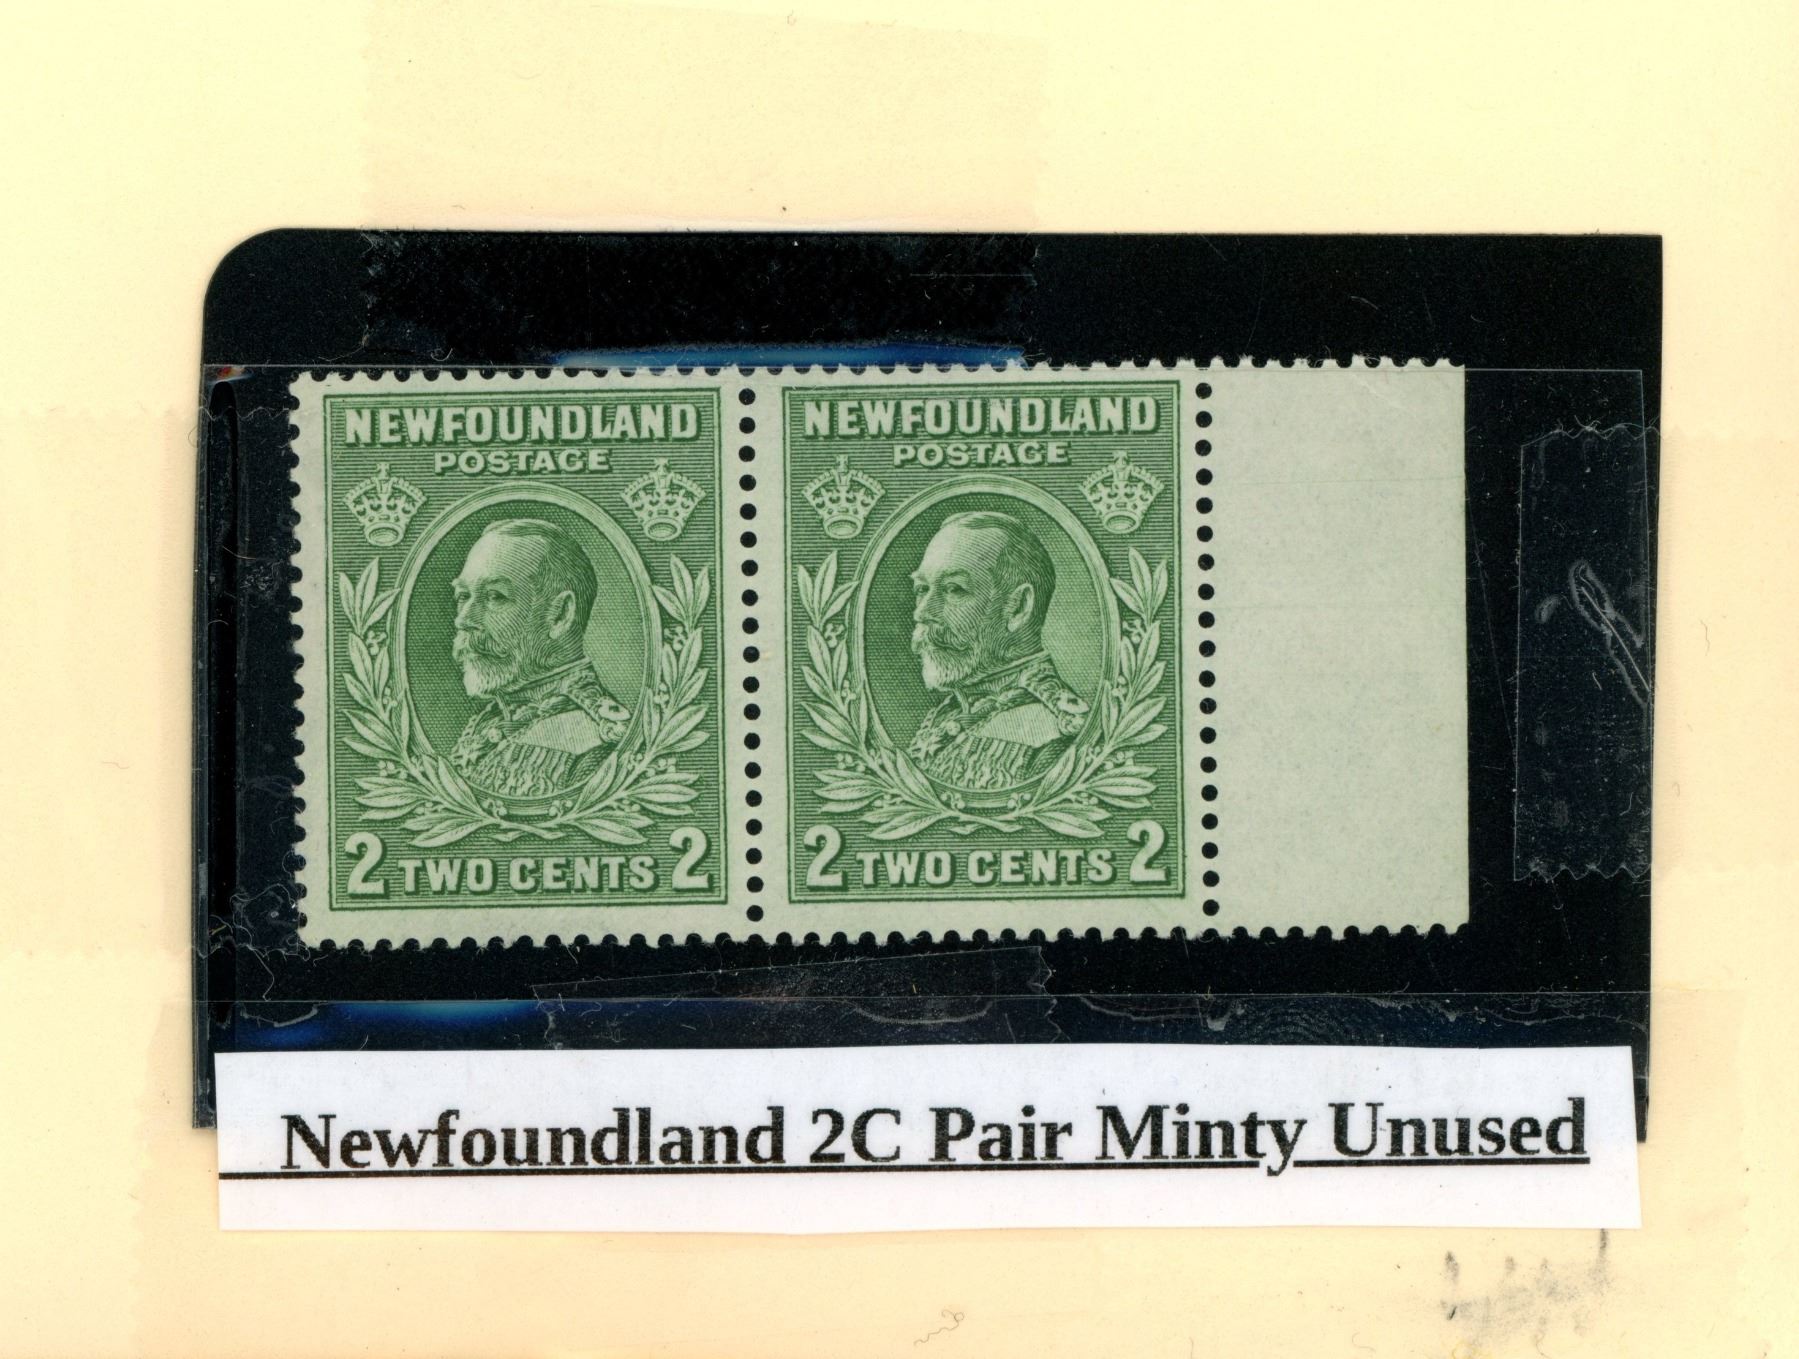 NEWFOUNDLAND
POSTAGE
2 TWO CENTS 2
NEWFOUNDLAND
POSTAGE
2 TWO CENTS 2
Newfoundland 2C Pair Minty Unused